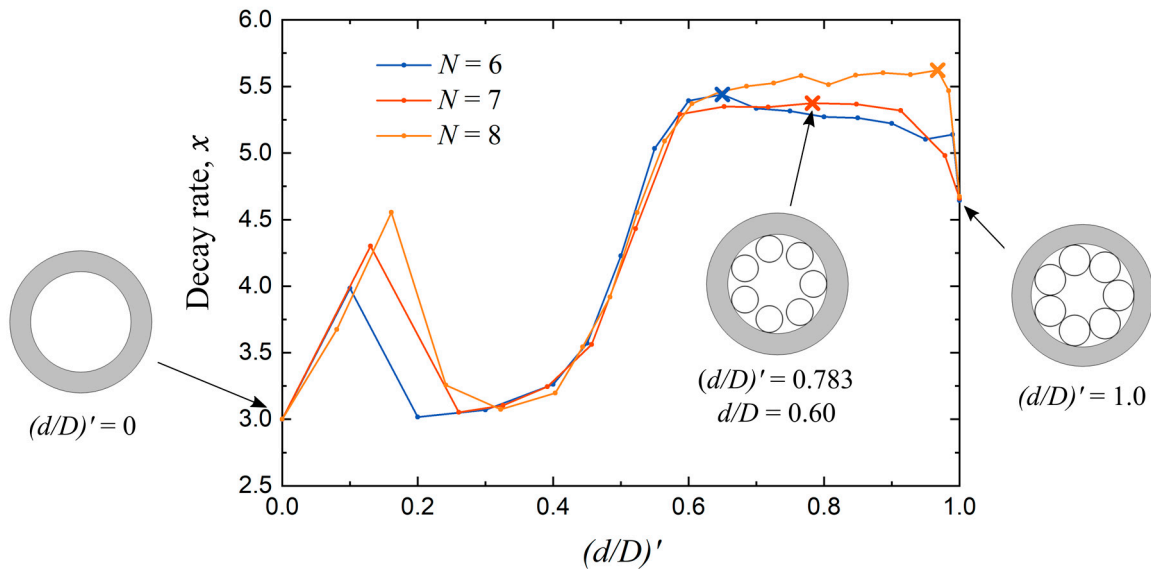 6.0
5.5
5.0
4.5
4.0
3.5
3.0
2.5
Decay rate, x
N = 6
N = 7
N = 8
0.0
0.2
0.4
0.6
0.8
1.0
(d/D)'
(d/D)' = 0
(d/D)' = 0.783
d/D = 0.60
(d/D)' = 1.0